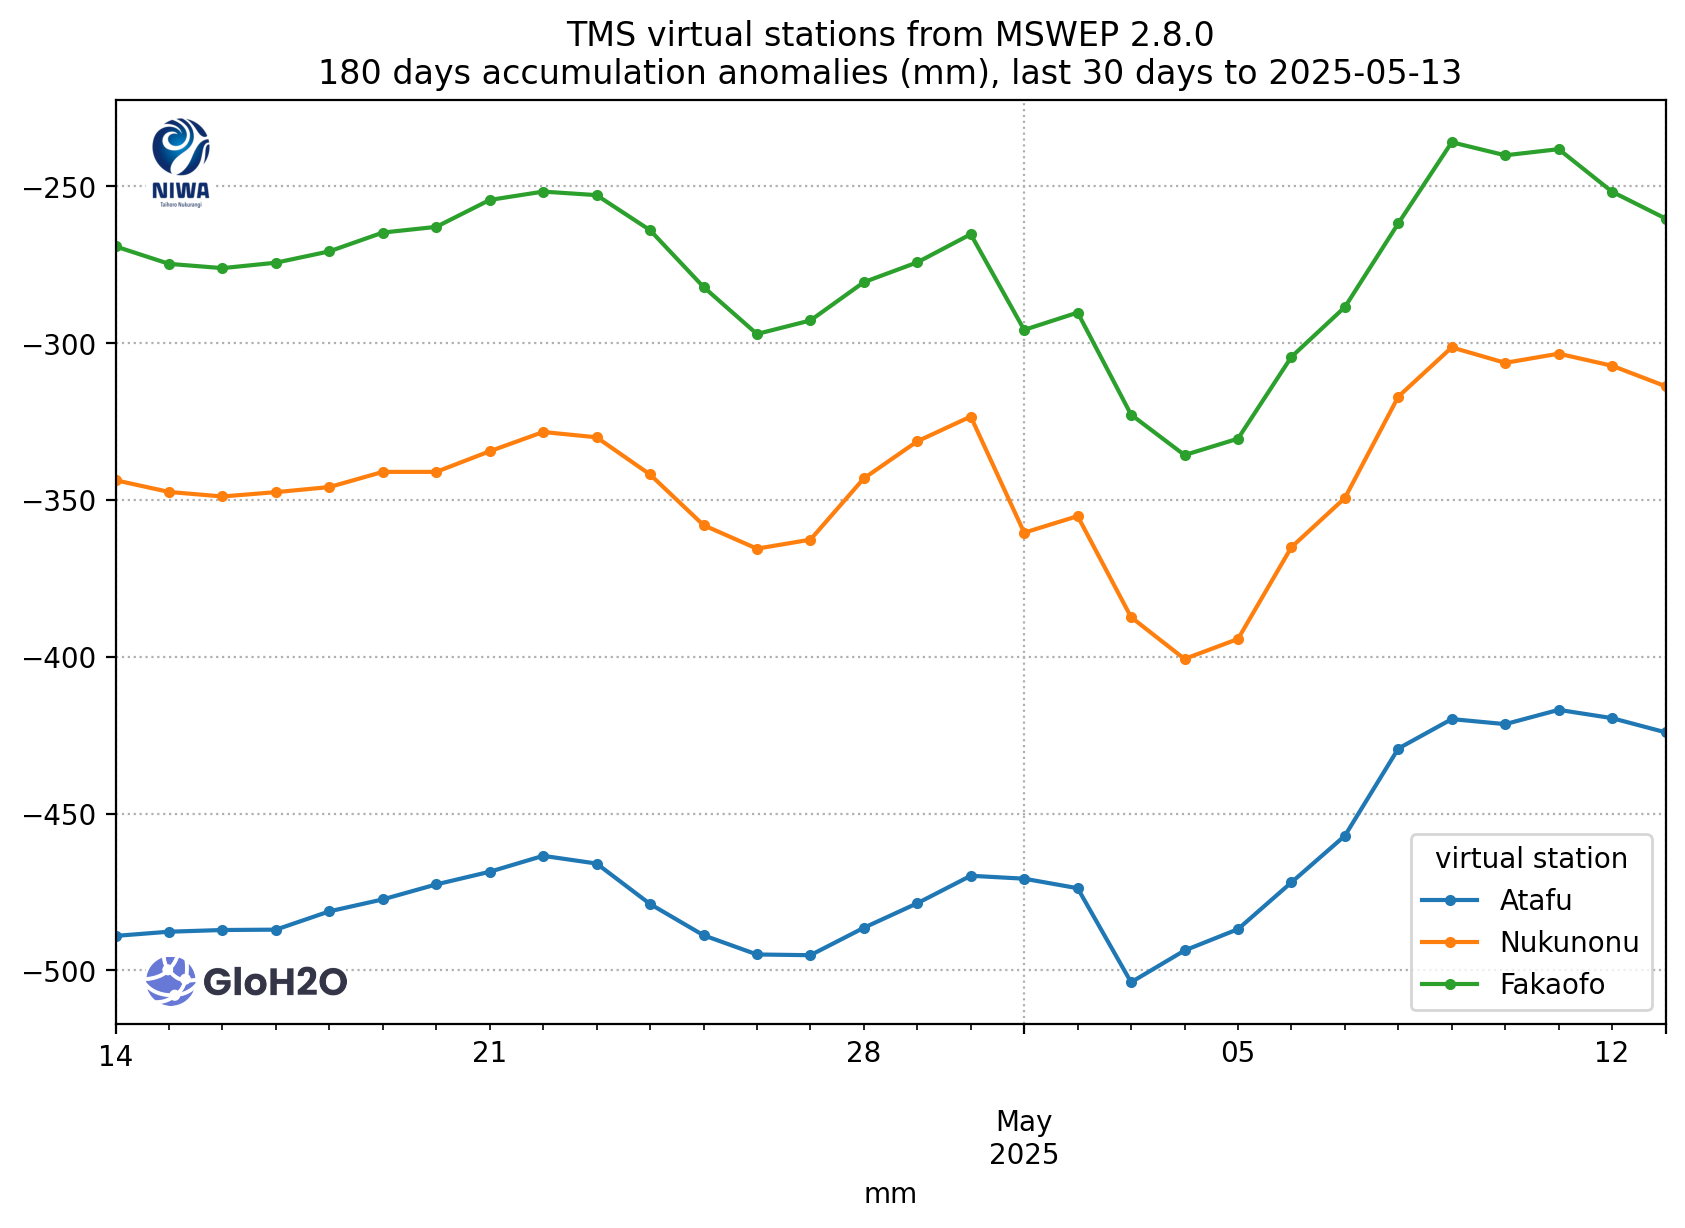 TMS virtual stations from MSWEP 2.8.0
180 days accumulation anomalies (mm), last 30 days to 2025-05-13
NIWA
Taihoro Nukurangi
−250
−300
−350
−400
−450
−500
virtual station
Atafu
Nukunonu
Fakaofo
GloH2O
14
21
28
05
12
May
2025
mm